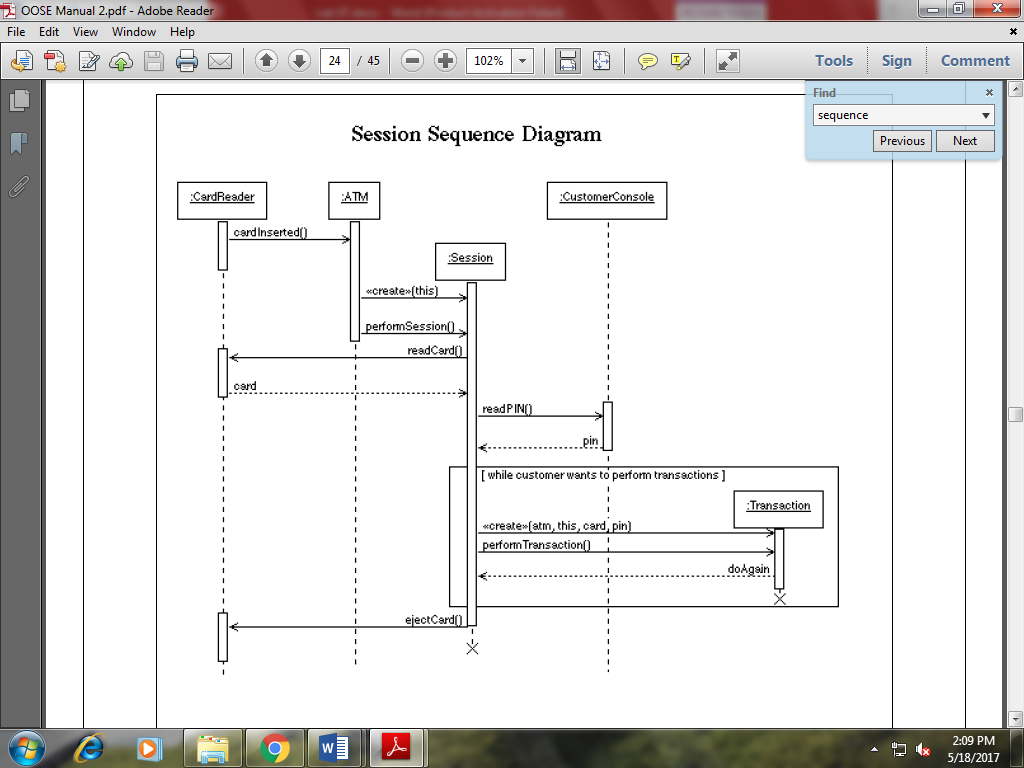 OOSE Manual 2.pdf - Adobe Reader
File Edit View Window Help
24 / 45
102%
Tools Sign Comment
Find
sequence
Previous Next
Session Sequence Diagram
:CardReader :ATM :CustomerConsole
cardInserted()
:Session
«create»(this)
performSession()
readCard()
card
readPIN()
pin
[ while customer wants to perform transactions ]
:Transaction
«create»(atm, this, card, pin)
performTransaction()
doAgain
ejectCard()
2:09 PM
5/18/2017